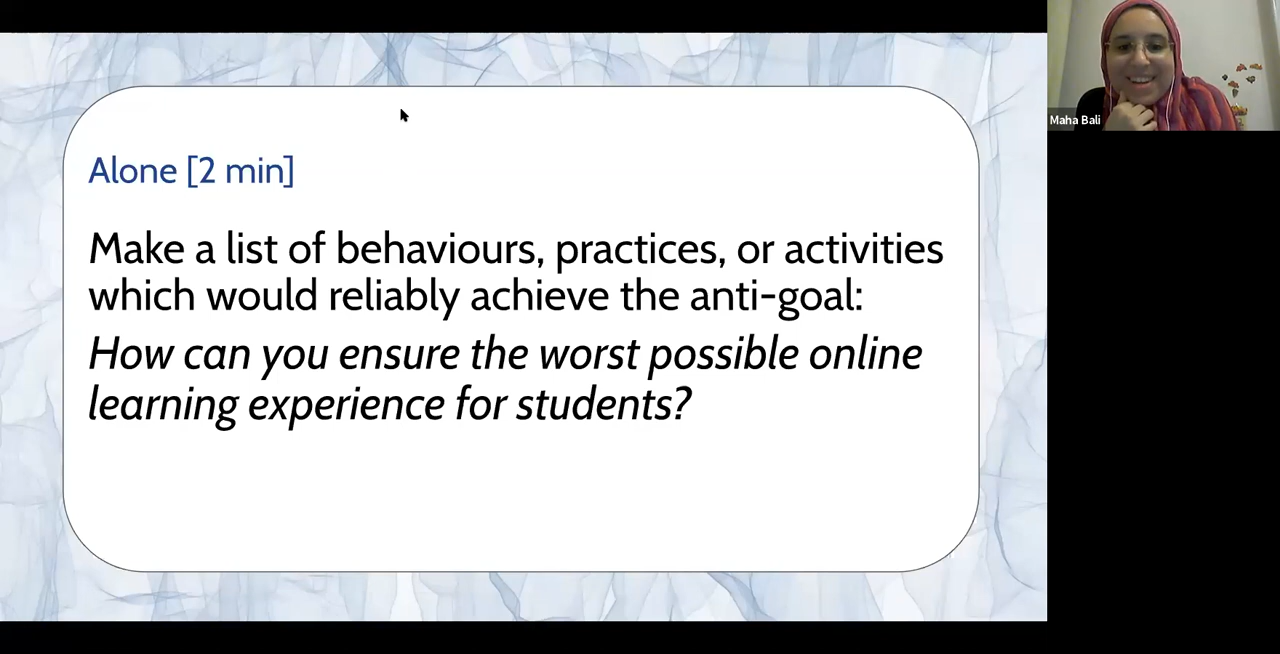 Alone [2 min]
Make a list of behaviours, practices, or activities
which would reliably achieve the anti-goal:
How can you ensure the worst possible online
learning experience for students?
Maha Bali